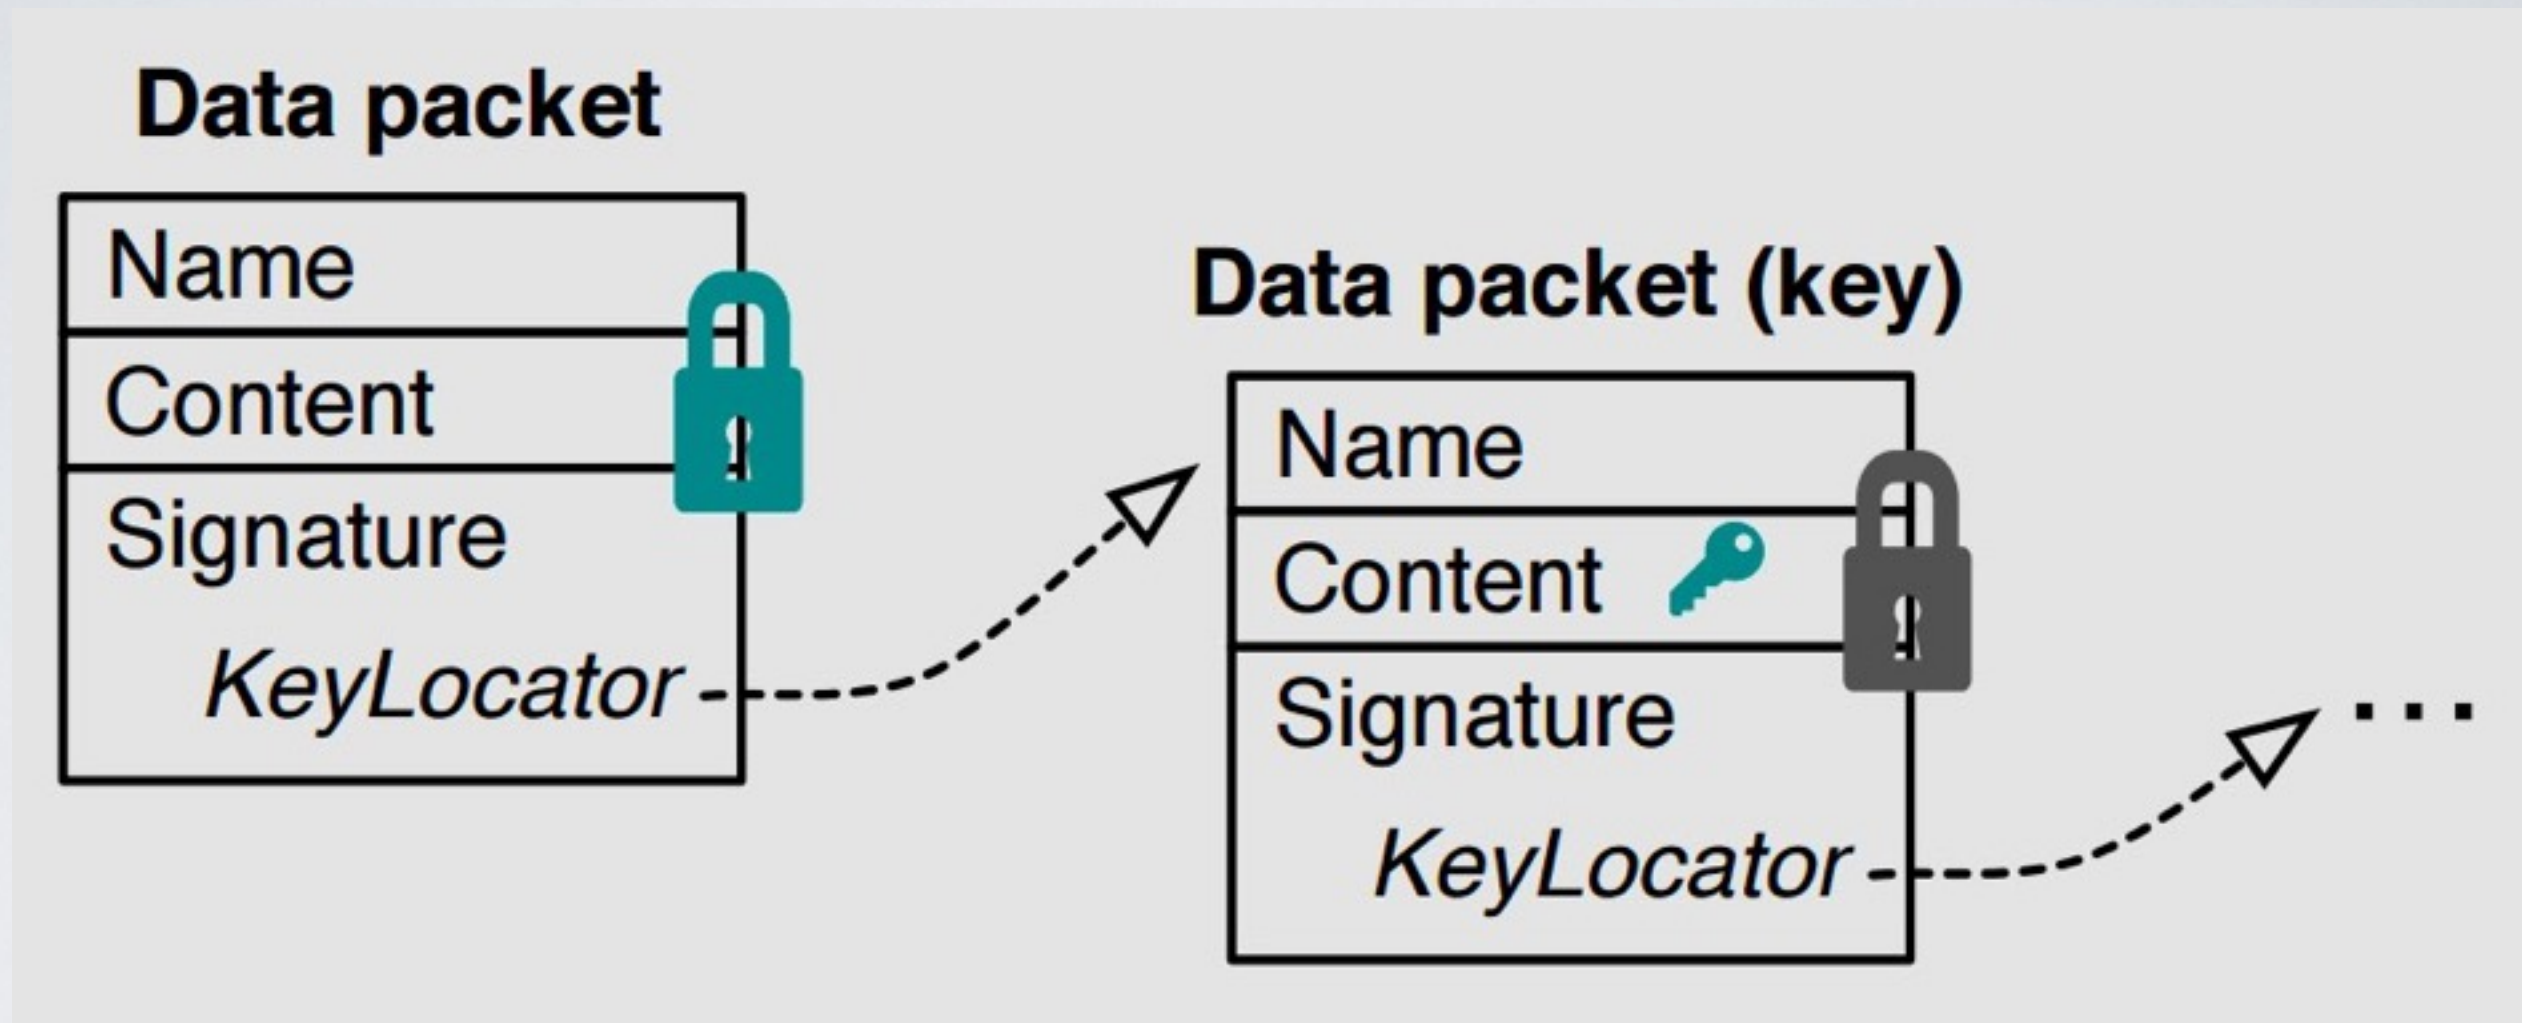 Data packet
Name
Content
Signature
KeyLocator
Data packet (key)
Name
Content
Signature
KeyLocator
...